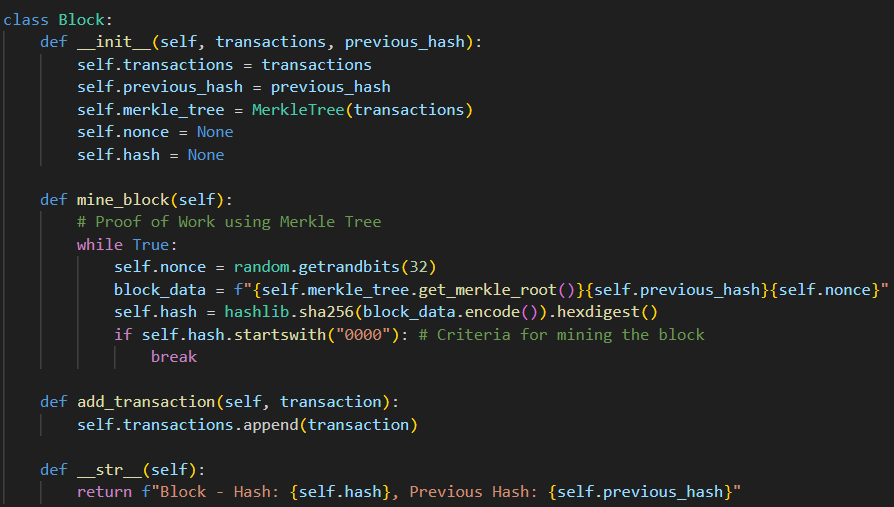 class Block:
    def __init__(self, transactions, previous_hash):
        self.transactions = transactions
        self.previous_hash = previous_hash
        self.merkle_tree = MerkleTree(transactions)
        self.nonce = None
        self.hash = None

    def mine_block(self):
        # Proof of Work using Merkle Tree
        while True:
            self.nonce = random.getrandbits(32)
            block_data = f"{self.merkle_tree.get_merkle_root()}{self.previous_hash}{self.nonce}"
            self.hash = hashlib.sha256(block_data.encode()).hexdigest()
            if self.hash.startswith("0000"): # Criteria for mining the block
                break

    def add_transaction(self, transaction):
        self.transactions.append(transaction)

    def __str__(self):
        return f"Block - Hash: {self.hash}, Previous Hash: {self.previous_hash}"